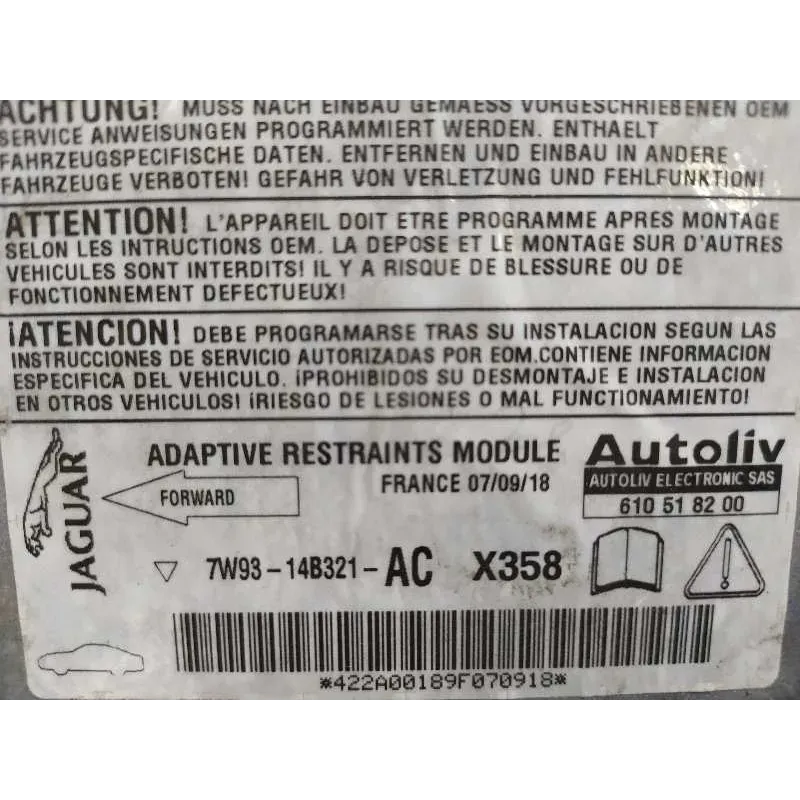 ACHTUNG! MUSS NACH EINBAU GEMAESS VORGESCHRIEBENEN OEM
SERVICE ANWEISUNGEN PROGRAMMIERT WERDEN. ENTHAELT
FAHRZEUGSPECIFISCHE DATEN. ENTFERNEN UND EINBAU IN ANDERE
FAHRZEUGE VERBOTEN! GEFAHR VON VERLETZUNG UND FEHLFUNKTION!
ATTENTION! L'APPAREIL DOIT ETRE PROGRAMME APRES MONTAGE
SELON LES INTRUCTIONS OEM. LA DEPOSE ET LE MONTAGE SUR D'AUTRES
VEHICULES SONT INTERDITS! IL Y A RISQUE DE BLESSURE OU DE
FONCTIONNEMENT DEFECTUEUX!
¡ATENCION! DEBE PROGRAMARSE TRAS SU INSTALACION SEGUN LAS
INSTRUCCIONES DE SERVICIO AUTORIZADAS POR EOM.CONTIENE INFORMACION
ESPECIFICA DEL VEHICULO. ¡PROHIBIDOS SU DESMONTAJE E INSTALACION
EN OTROS VEHICULOS! ¡RIESGO DE LESIONES O MAL FUNCIONAMIENTO!
JAGUAR
ADAPTIVE RESTRAINTS MODULE
FRANCE 07/09/18
FORWARD
Autoliv
AUTOLIV ELECTRONIC SAS
610 51 82 00
7W93-14B321-AC X358
*422A00189F070918*